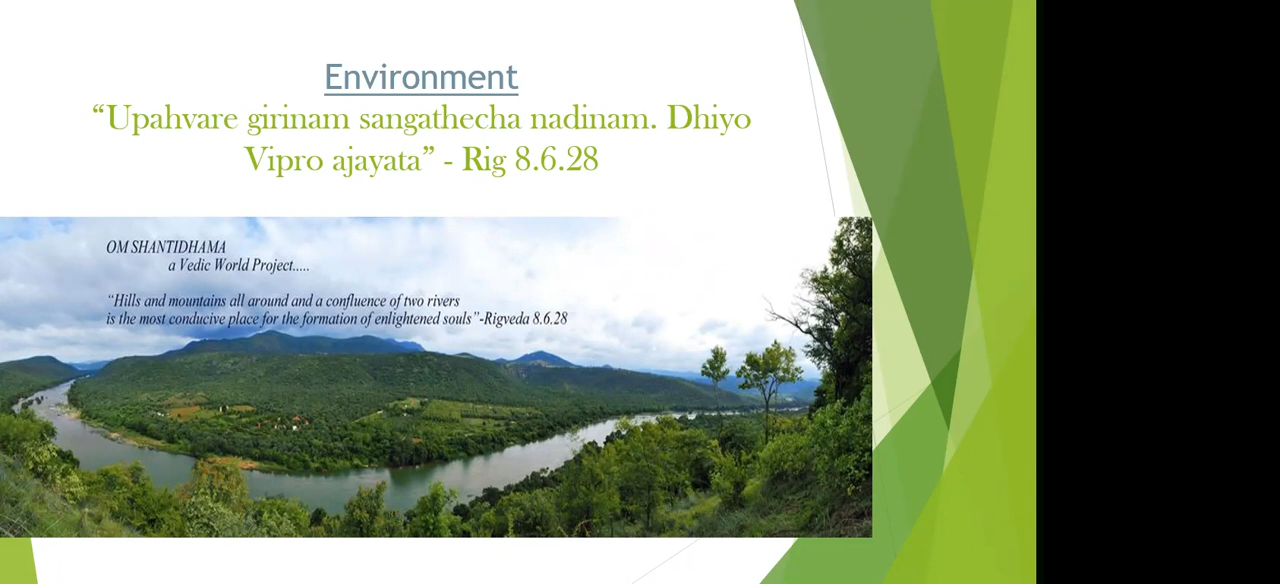 Environment
“Upahvare girinam sangathecha nadinam. Dhiyo
Vipro ajayata” - Rig 8.6.28
OM SHANTIDHAMA
a Vedic World Project.....
“Hills and mountains all around and a confluence of two rivers
is the most conducive place for the formation of enlightened souls”-Rigveda 8.6.28